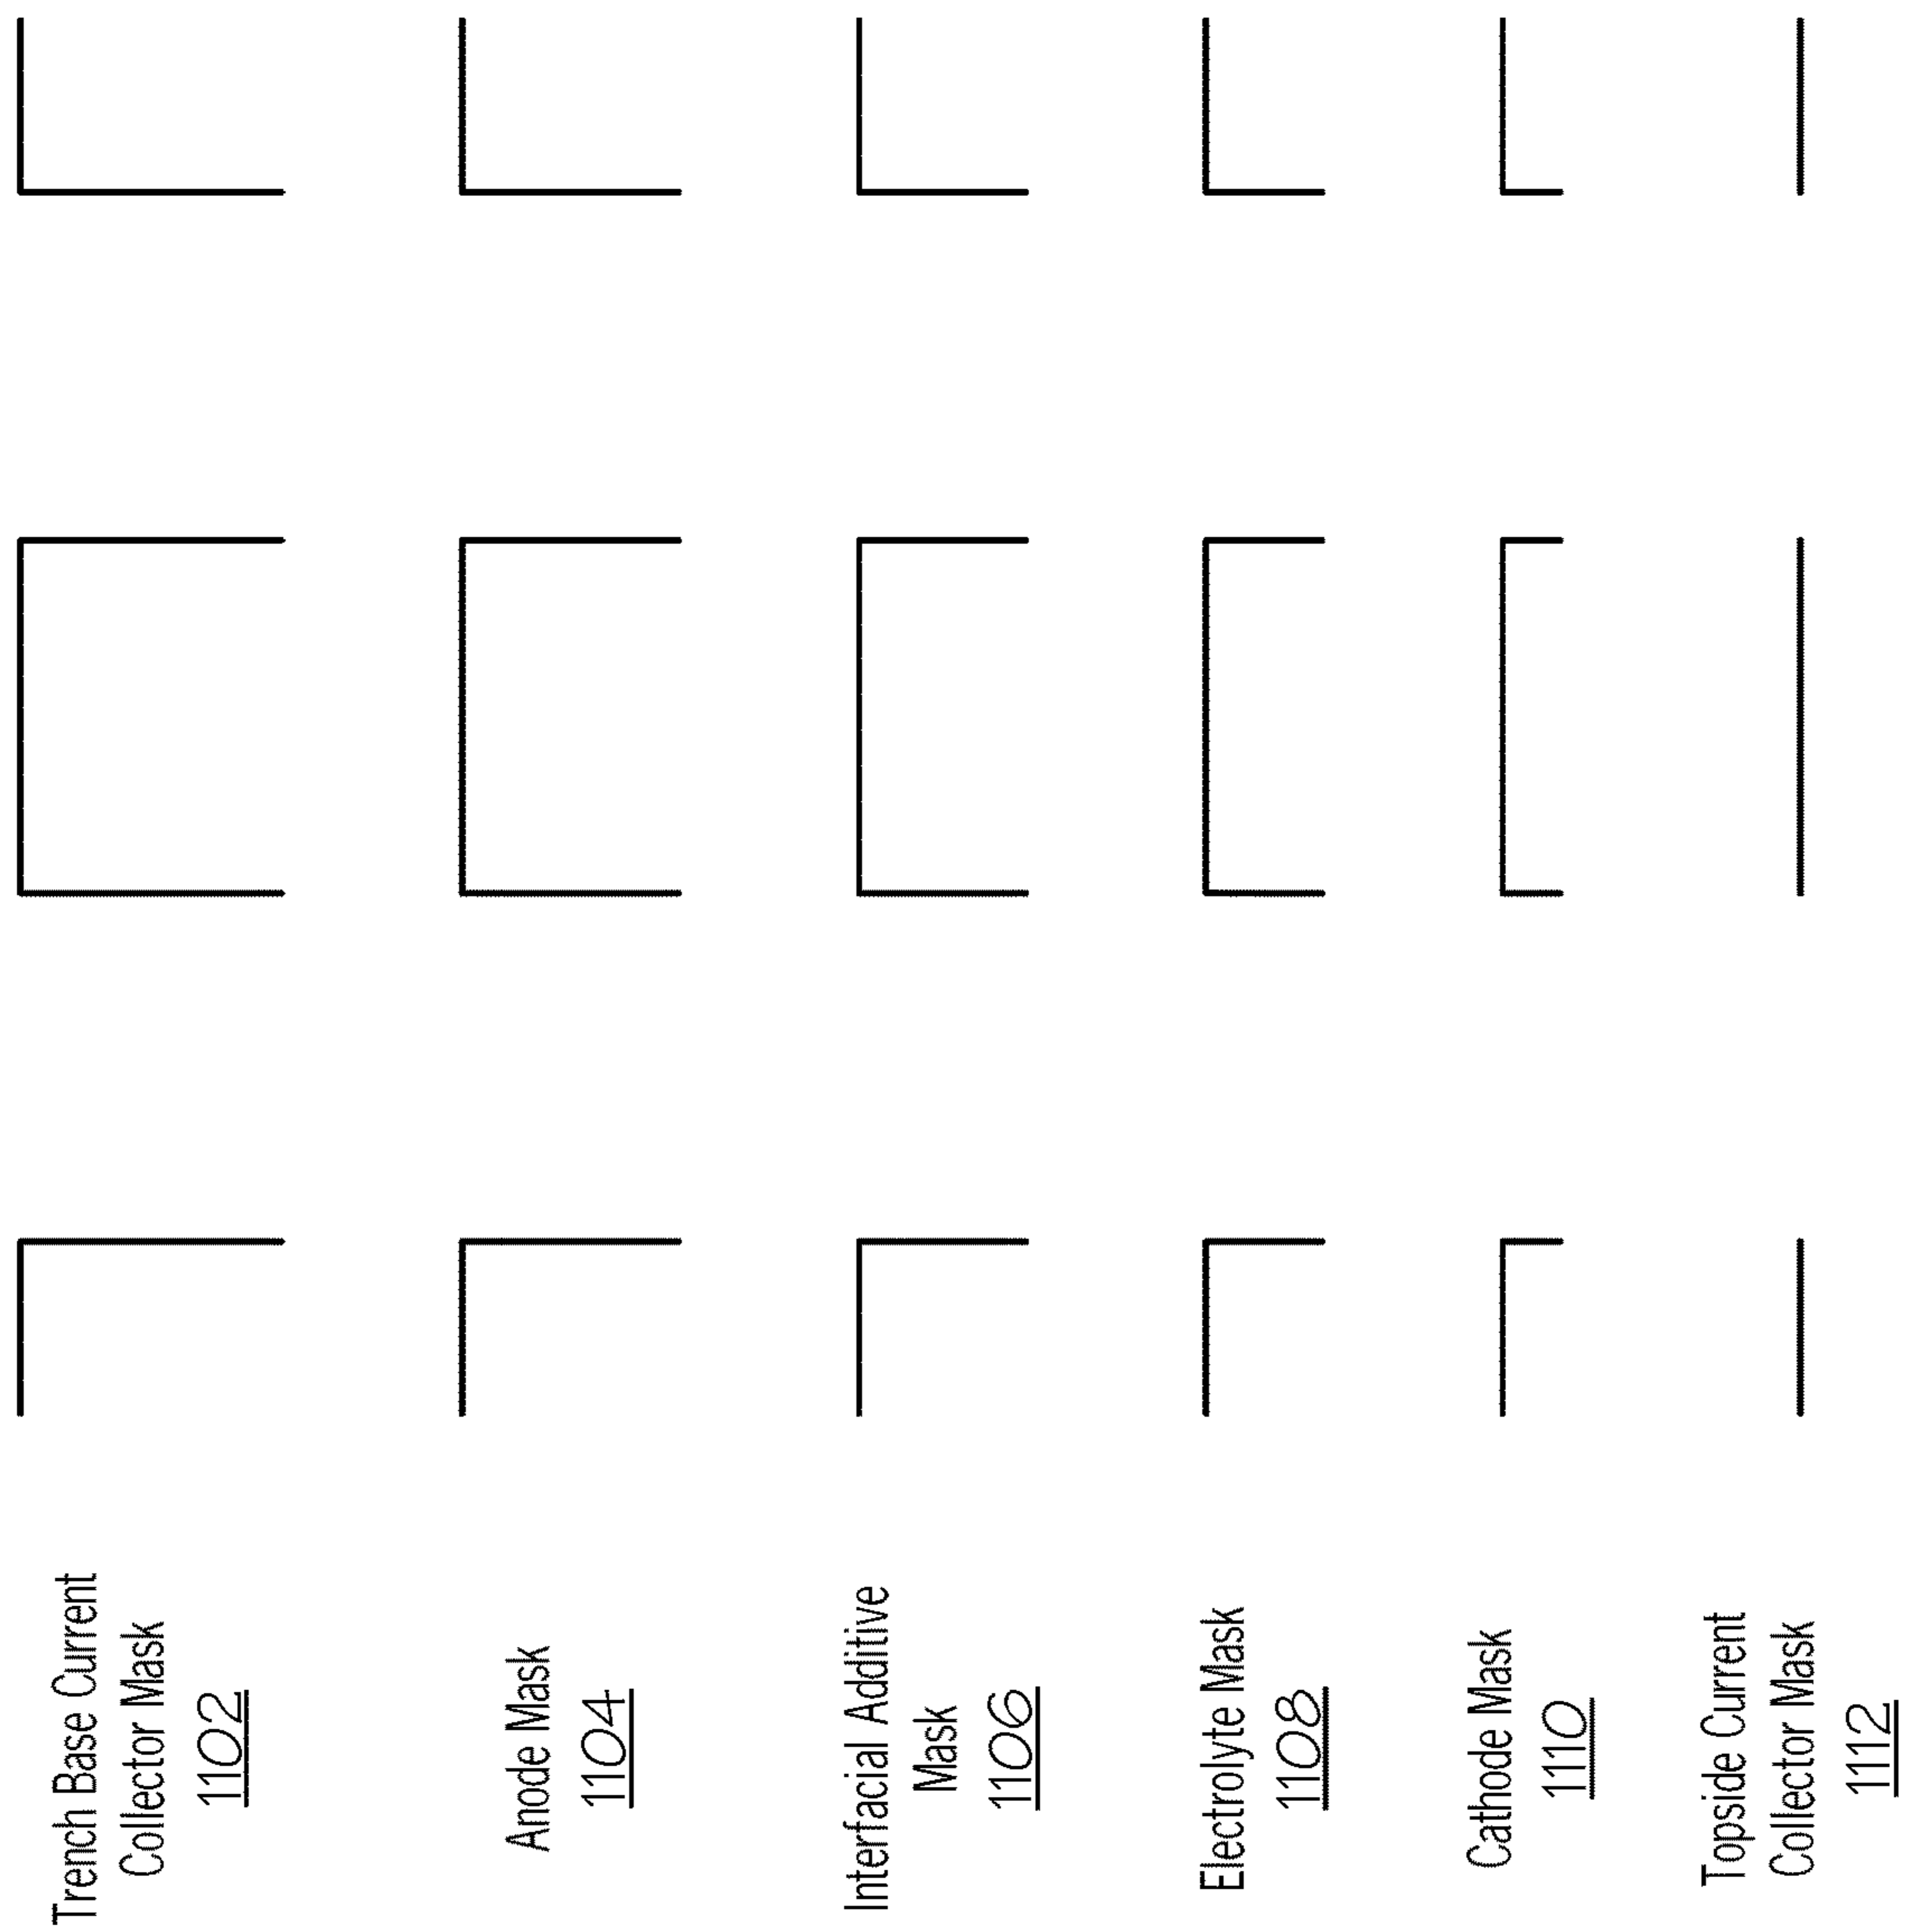 Trench Base Current
Collector Mask
1102
Anode Mask
1104
Interfacial Additive
Mask
1106
Electrolyte Mask
1108
Cathode Mask
1110
Topside Current
Collector Mask
1112